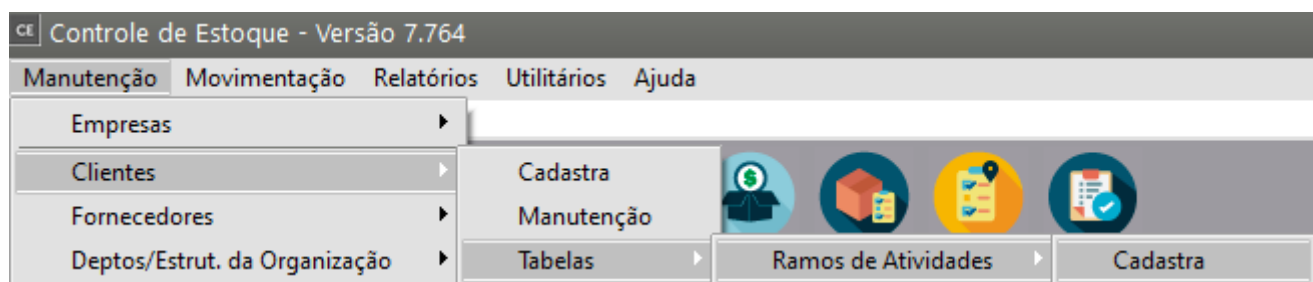 CE Controle de Estoque - Versão 7.764
Manutenção Movimentação Relatórios Utilitários Ajuda
Empresas
Clientes Cadastra
Fornecedores Manutenção
Deptos/Estrut. da Organização Tabelas Ramos de Atividades Cadastra